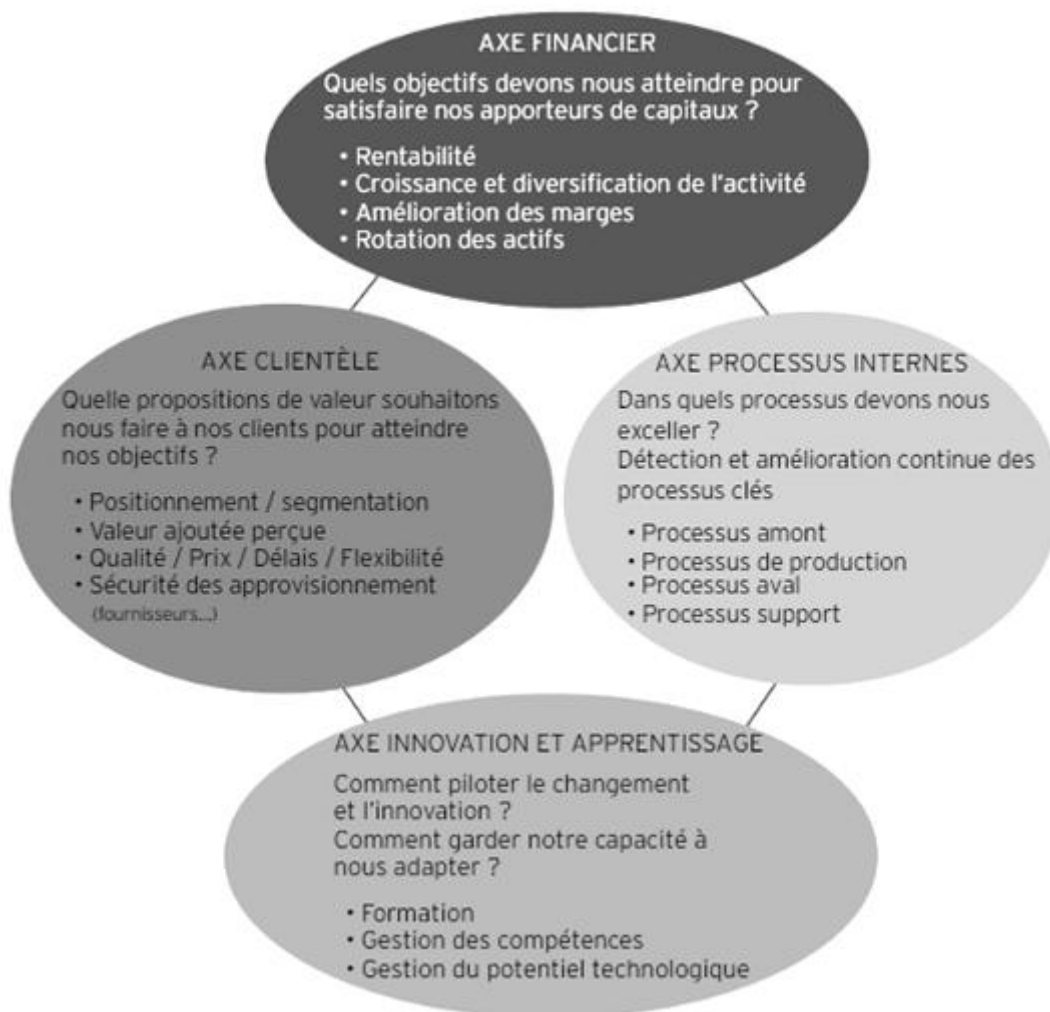 AXE FINANCIER
Quels objectifs devons nous atteindre pour
satisfaire nos apporteurs de capitaux ?
• Rentabilité
• Croissance et diversification de l'activité
• Amélioration des marges
• Rotation des actifs
AXE CLIENTÈLE
Quelle propositions de valeur souhaitons
nous faire à nos clients pour atteindre
nos objectifs ?
• Positionnement / segmentation
• Valeur ajoutée perçue
• Qualité / Prix / Délais / Flexibilité
• Sécurité des approvisionnement
(fournisseurs...)
AXE PROCESSUS INTERNES
Dans quels processus devons nous
exceller ?
Détection et amélioration continue des
processus clés
• Processus amont
• Processus de production
• Processus aval
• Processus support
AXE INNOVATION ET APPRENTISSAGE
Comment piloter le changement
et l'innovation ?
Comment garder notre capacité à
nous adapter ?
• Formation
• Gestion des compétences
• Gestion du potentiel technologique